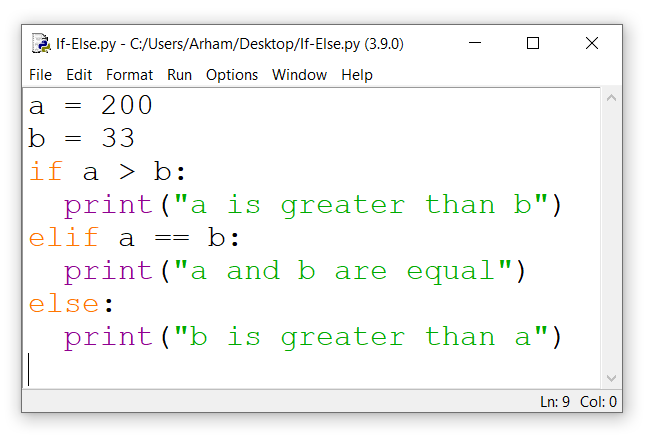 If-Else.py - C:/Users/Arham/Desktop/If-Else.py (3.9.0)
File Edit Format Run Options Window Help
a = 200
b = 33
if a > b:
  print("a is greater than b")
elif a == b:
  print("a and b are equal")
else:
  print("b is greater than a")
Ln: 9 Col: 0